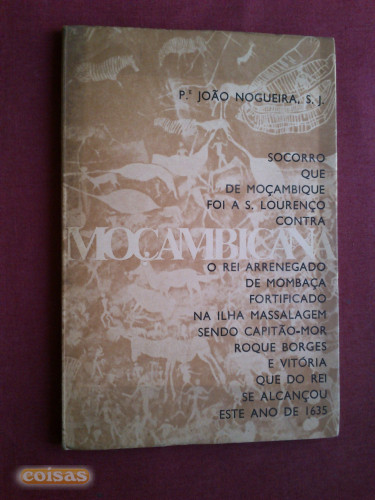 P.ᴱ JOÃO NOGUEIRA, S. J.
SOCORRO
QUE
DE MOÇAMBIQUE
FOI A S. LOURENÇO
CONTRA
MOÇAMBICANA
O REI ARRENEGADO
DE MOMBAÇA
FORTIFICADO
NA ILHA MASSALAGEM
SENDO CAPITÃO-MOR
ROQUE BORGES
E VITÓRIA
QUE DO REI
SE ALCANÇOU
ESTE ANO DE 1635
coisas